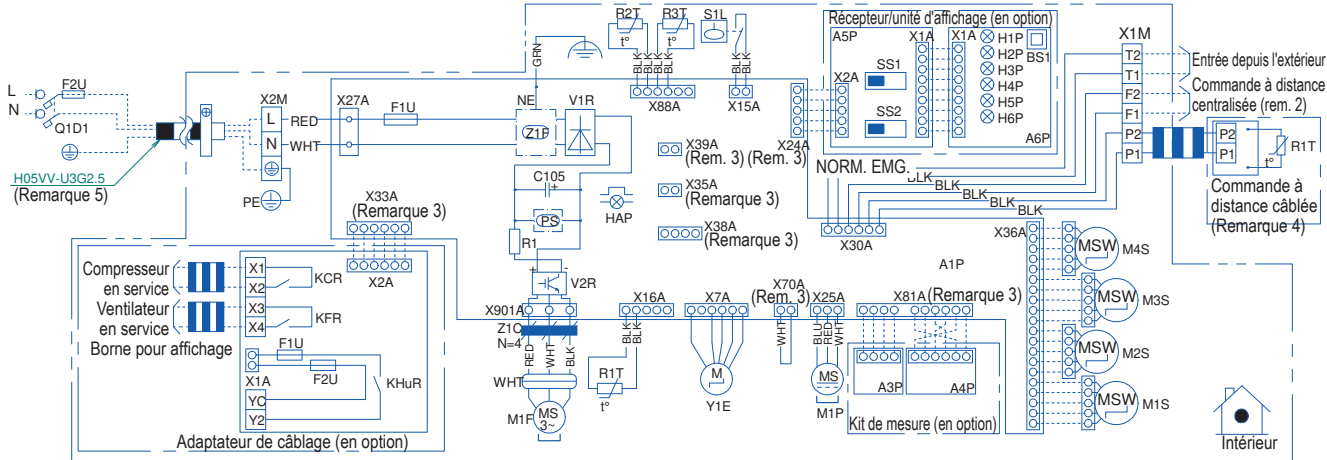 R2T
R3T
S1L
t°
t°
BLK
BLK
BLK
BLK
BLK
BLK
X88A
X15A
GRN
Récepteur/unité d'affichage (en option)
A5P
X1A
X1A
H1P
H2P
H3P
H4P
H5P
H6P
BS1
X2A
SS1
SS2
A6P
X24A
NORM. EMG.
X1M
T2
T1
F2
F1
P2
P1
Entrée depuis l'extérieur
Commande à distance
centralisée (rem. 2)
P2
P1
R1T
t°
Commande à
distance câblée
(Remarque 4)
L
N
F2U
Q1D1
H05VV-U3G2.5
(Remarque 5)
X2M
L
N
PE
RED
WHT
X27A
F1U
NE
Z1F
V1R
X39A
(Rem. 3)
(Rem. 3)
X35A
(Remarque 3)
X38A
(Remarque 3)
C105
+
PS
HAP
R1
+
-
V2R
BLK
BLK
BLK
BLK
X30A
X33A
(Remarque 3)
X2A
Compresseur
en service
Ventilateur
en service
Borne pour affichage
X1
X2
X3
X4
KCR
KFR
F1U
F2U
X1A
YC
Y2
KHuR
Adaptateur de câblage (en option)
X901A
Z1C
N=4
RED
WHT
BLK
WHT
M1F
MS
3~
X16A
BLK
BLK
R1T
t°
X7A
M
Y1E
X70A
(Rem. 3)
WHT
X25A
BLU
RED
WHT
MS
M1P
A1P
X81A
(Remarque 3)
A3P
A4P
Kit de mesure (en option)
X36A
MSW
M4S
MSW
M3S
MSW
M2S
MSW
M1S
Intérieur